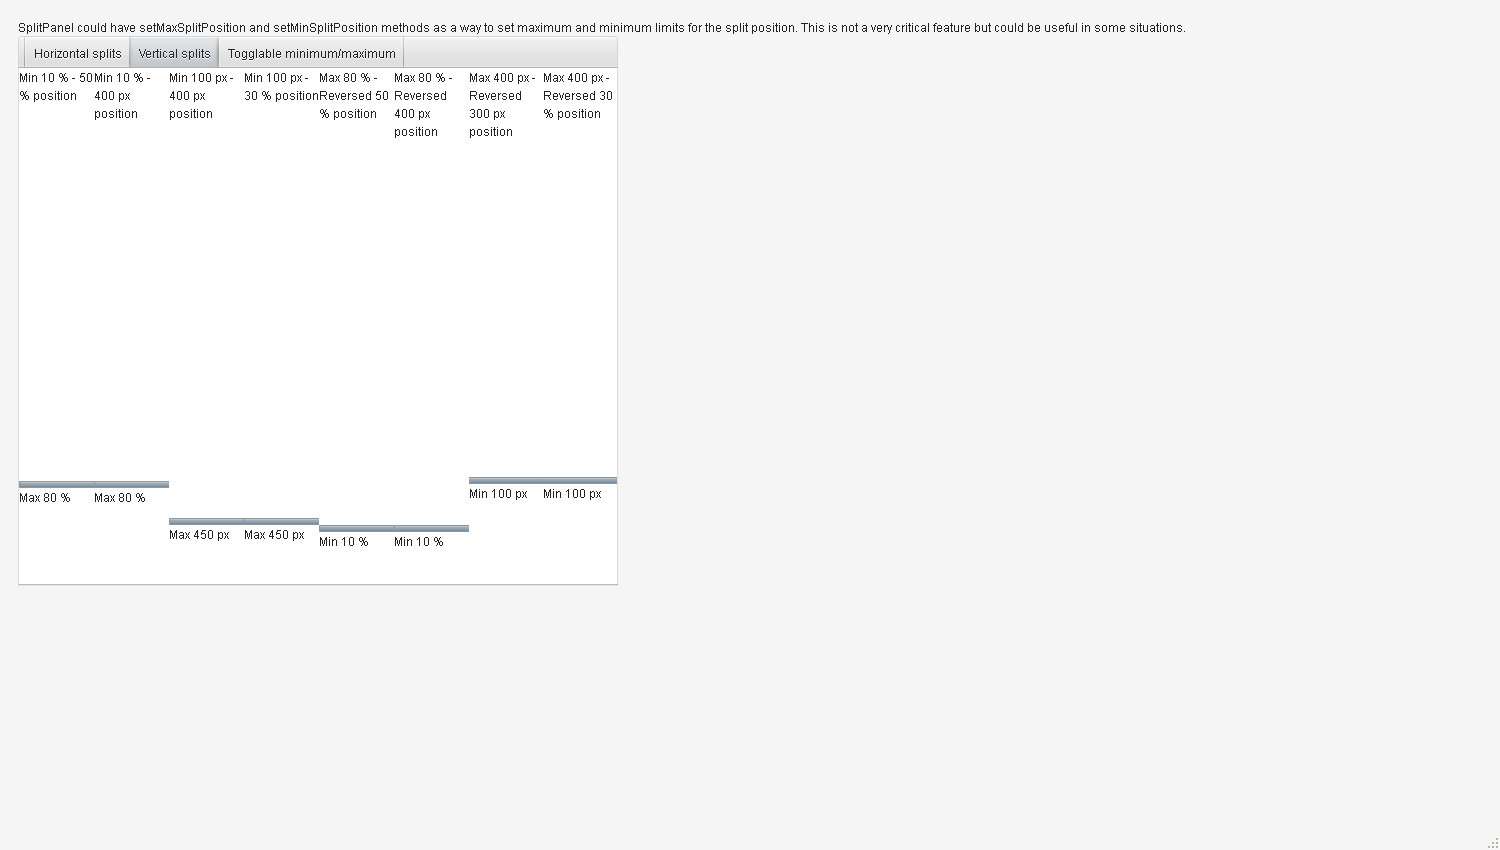 SplitPanel could have setMaxSplitPosition and setMinSplitPosition methods as a way to set maximum and minimum limits for the split position. This is not a very critical feature but could be useful in some situations.
Horizontal splits
Vertical splits
Togglable minimum/maximum
Min 10 % - 50
% position
Min 10 % -
400 px
position
Min 100 px -
400 px
position
Min 100 px -
30 % position
Max 80 % -
Reversed 50
% position
Max 80 % -
Reversed
400 px
position
Max 400 px -
Reversed
300 px
position
Max 400 px -
Reversed 30
% position
Max 80 %
Max 80 %
Max 450 px
Max 450 px
Min 10 %
Min 10 %
Min 100 px
Min 100 px